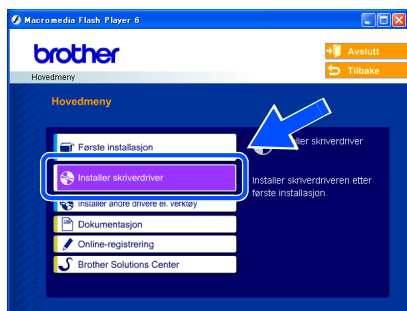 Macromedia Flash Player 6
brother
Avslutt
Tilbake
Hovedmeny
Hovedmeny
Første installasjon
Installer skriverdriver
Installer andre drivere el. verktøy
Dokumentasjon
Online-registrering
Brother Solutions Center
skriverdriver
Installer skriverdriveren etter
første installasjon.